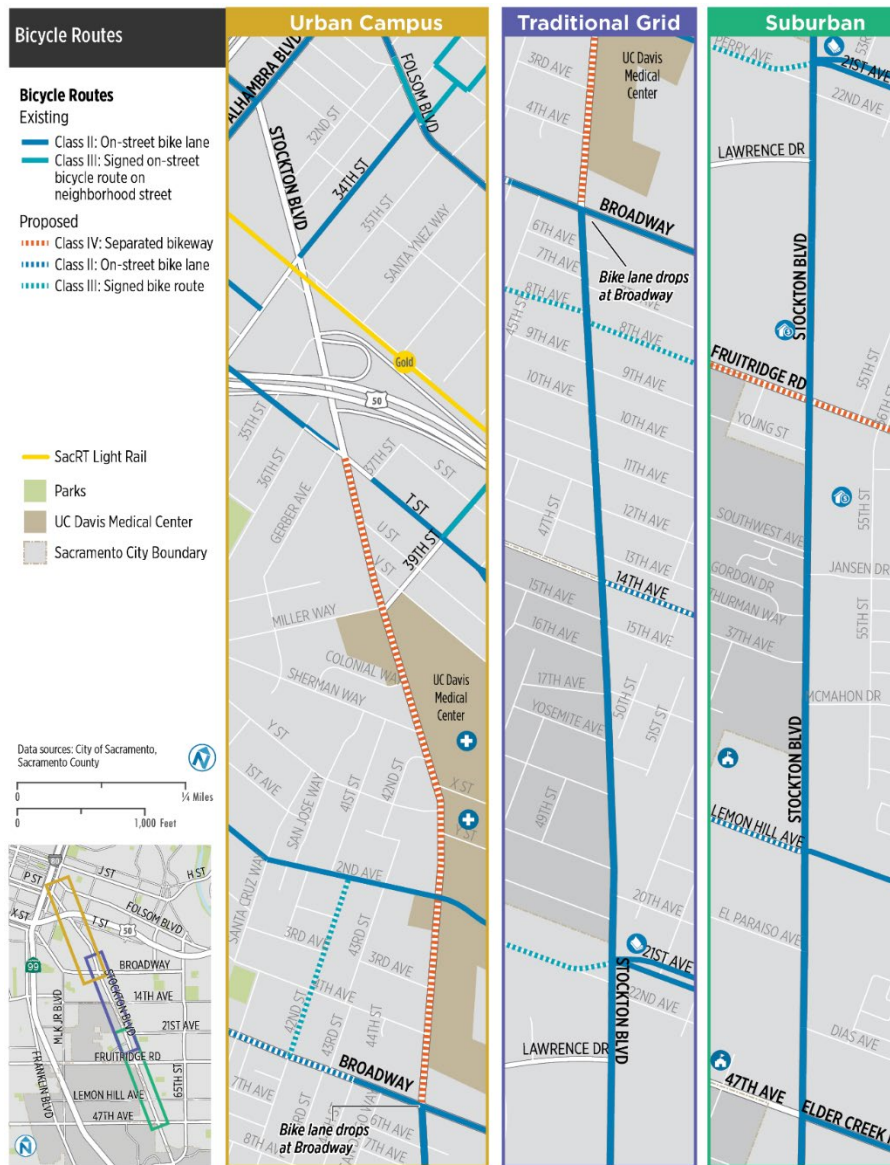 Bicycle Routes
Bicycle Routes
Existing
Class II: On-street bike lane
Class III: Signed on-street
bicycle route on
neighborhood street
Proposed
Class IV: Separated bikeway
Class II: On-street bike lane
Class III: Signed bike route
SacRT Light Rail
Parks
UC Davis Medical Center
Sacramento City Boundary
Data sources: City of Sacramento,
Sacramento County
N
0
¼ Miles
0
1,000 Feet
P ST
J ST
H ST
X ST
T ST
FOLSOM BLVD
50
99
BROADWAY
MLK JR BLVD
STOCKTON BLVD
14TH AVE
21ST AVE
FRUITRIDGE RD
FRANKLIN BLVD
65TH ST
LEMON HILL AVE
47TH AVE
N
Urban Campus
ALHAMBRA BLVD
FOLSOM BLVD
32ND ST
STOCKTON BLVD
34TH ST
35TH ST
SANTA YNEZ WAY
Gold
50
35TH ST
36TH ST
37TH ST
S ST
GERBER AVE
T ST
U ST
V ST
39TH ST
MILLER WAY
COLONIAL WAY
SHERMAN WAY
UC Davis
Medical
Center
Y ST
1ST AVE
SAN JOSE WAY
41ST ST
42ND ST
X ST
Y ST
2ND AVE
SANTA CRUZ WAY
3RD AVE
43RD ST
3RD AVE
42ND ST
4TH AVE
43RD ST
44TH ST
BROADWAY
7TH AVE
8TH AVE
6TH AVE
7TH AVE
Bike lane drops
at Broadway
Traditional Grid
3RD AVE
4TH AVE
UC Davis
Medical
Center
BROADWAY
6TH AVE
7TH AVE
Bike lane drops
at Broadway
8TH AVE
45TH ST
8TH AVE
9TH AVE
9TH AVE
10TH AVE
10TH AVE
11TH AVE
12TH AVE
47TH ST
13TH AVE
14TH AVE
15TH AVE
15TH AVE
16TH AVE
17TH AVE
50TH ST
YOSEMITE AVE
51ST ST
49TH ST
20TH AVE
21ST AVE
22ND AVE
STOCKTON BLVD
LAWRENCE DR
Suburban
PERRY AVE
53RD
21ST AVE
22ND AVE
LAWRENCE DR
STOCKTON BLVD
FRUITRIDGE RD
55TH ST
YOUNG ST
55TH ST
SOUTHWEST AVE
GORDON DR
JANSEN DR
THURMAN WAY
37TH AVE
55TH ST
MCMAHON DR
STOCKTON BLVD
LEMON HILL AVE
EL PARAISO AVE
DIAS AVE
47TH AVE
ELDER CREEK